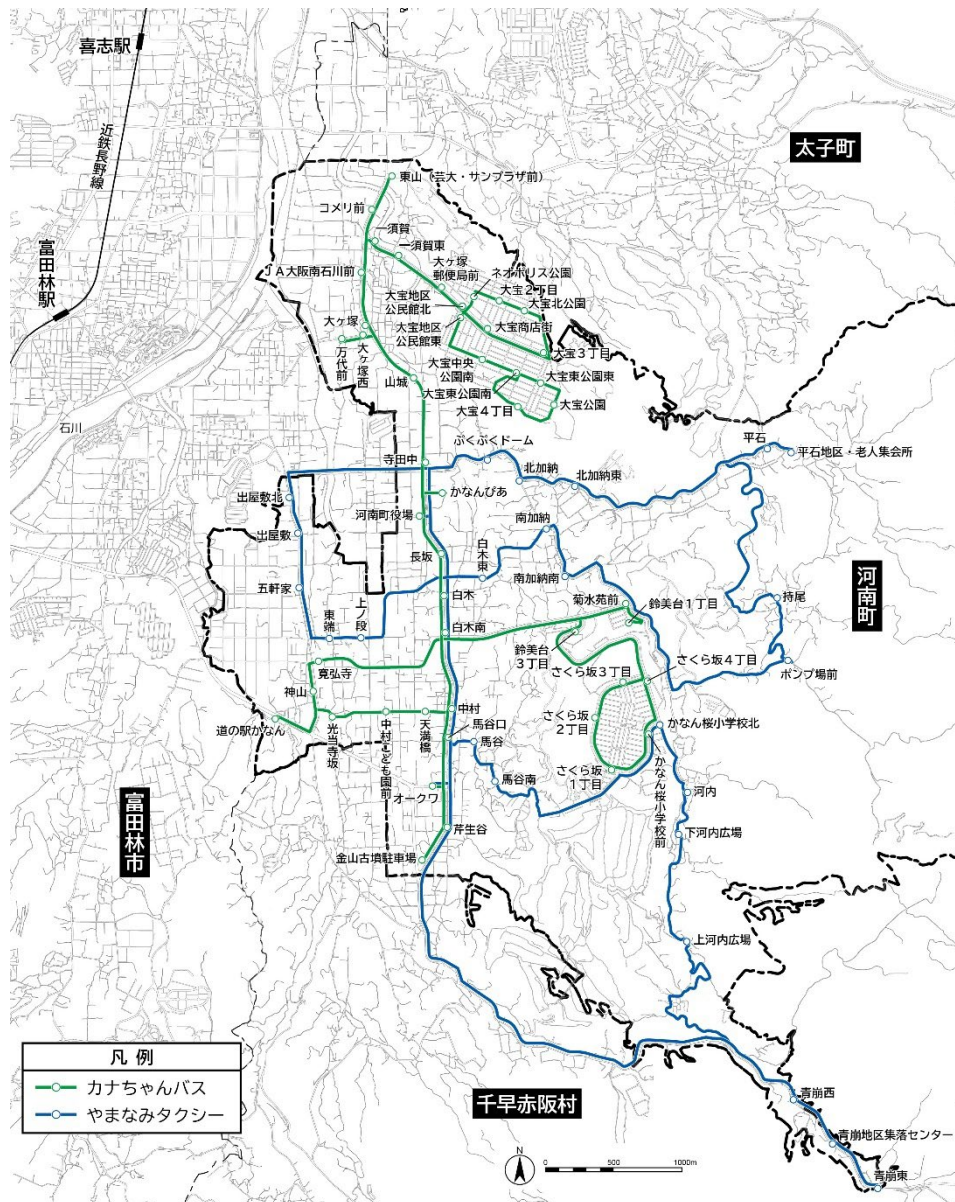 喜志駅
近鉄長野線
富田林駅
太子町
東山（芸大・サンプラザ前）
コメリ前
一須賀
一須賀東
大ヶ塚
郵便局前
ネオポリス公園
ＪＡ大阪南石川前
大宝２丁目
大宝北公園
大宝地区
公民館北
大宝地区
公民館東
大宝商店街
大ヶ塚
大宝３丁目
万代前
大ヶ塚西
大宝中央
公園南
大宝東公園東
山城
大宝東公園南
大宝公園
大宝４丁目
石川
ぷくぷくドーム
平石
寺田中
平石地区・老人集会所
北加納
北加納東
出屋敷北
かなんぴあ
河南町役場
南加納
出屋敷
白木東
長坂
河南町
南加納南
五軒家
白木
菊水苑前
鈴美台１丁目
持尾
東端
上ノ段
白木南
鈴美台
３丁目
寛弘寺
さくら坂４丁目
ポンプ場前
さくら坂３丁目
神山
中村
さくら坂
２丁目
かなん桜小学校北
道の駅かなん
光当寺坂
中村こども園前
天満橋
馬谷口
馬谷
さくら坂
１丁目
馬谷南
かなん桜小学校前
オークワ
河内
富田林市
芹生谷
下河内広場
金山古墳駐車場
上河内広場
凡 例
カナちゃんバス
やまなみタクシー
千早赤阪村
青崩西
青崩地区集落センター
青崩東
N
0 500 1000m